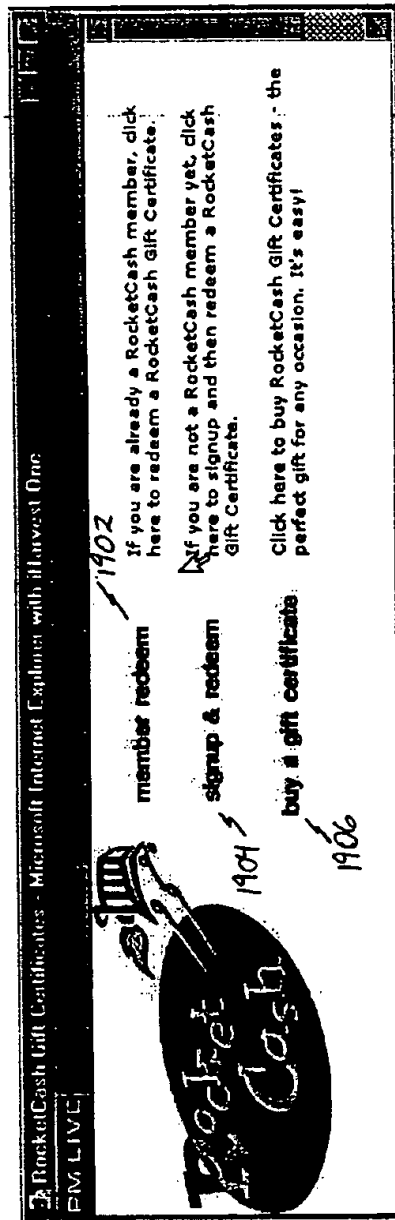 RocketCash Gift Certificates - Microsoft Internet Explorer with iHarvest One
PM LIVE!
Rocket
Cash
member redeem
1902
If you are already a RocketCash member, click
here to redeem a RocketCash Gift Certificate.
signup & redeem
1904
If you are not a RocketCash member yet, click
here to signup and then redeem a RocketCash
Gift Certificate.
buy a gift certificate
1906
Click here to buy RocketCash Gift Certificates - the
perfect gift for any occasion. It's easy!